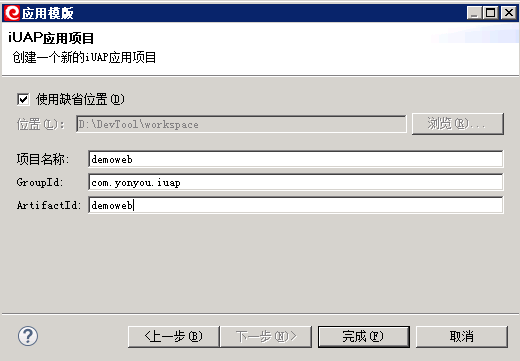 应用模版
iUAP应用项目
创建一个新的iUAP应用项目
使用缺省位置(D)
位置(L): D:\DevTool\workspace 浏览(R)...
项目名称: demoweb
GroupId: com.yonyou.iuap
ArtifactId: demoweb
? <上一步(B) 下一步(N)> 完成(F) 取消